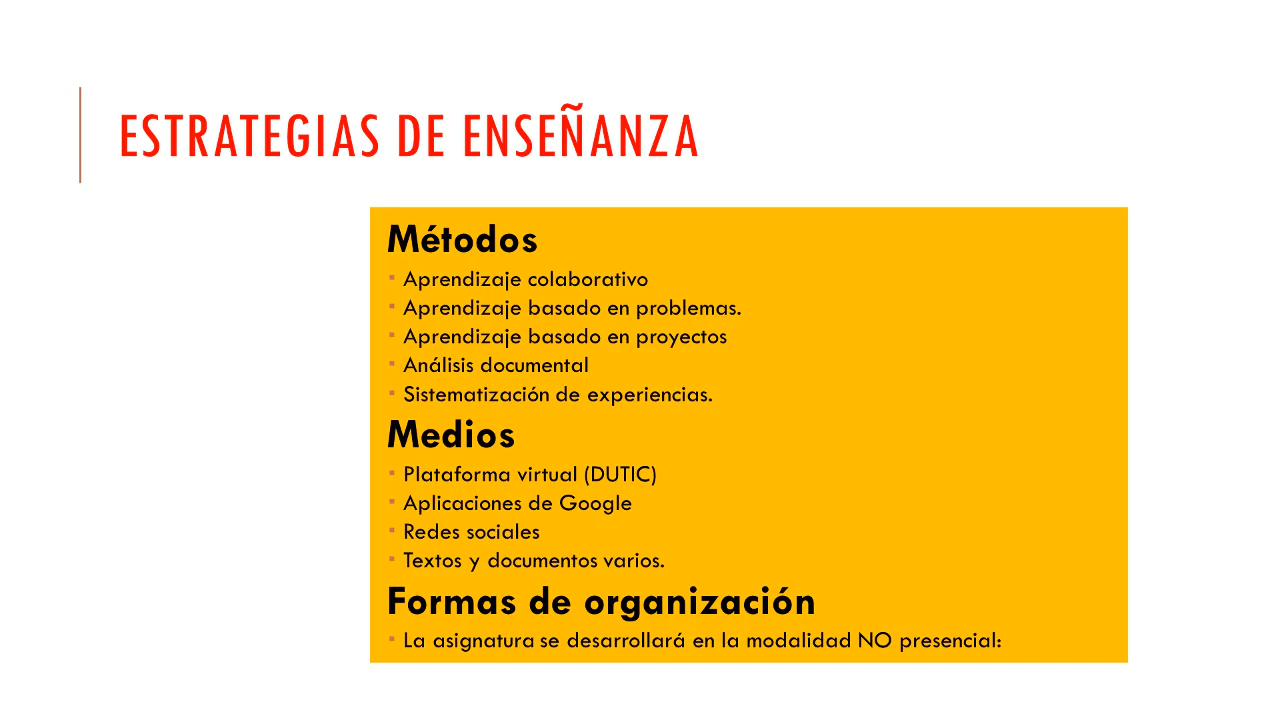 ESTRATEGIAS DE ENSEÑANZA
Métodos
▪ Aprendizaje colaborativo
▪ Aprendizaje basado en problemas.
▪ Aprendizaje basado en proyectos
▪ Análisis documental
▪ Sistematización de experiencias.
Medios
▪ Plataforma virtual (DUTIC)
▪ Aplicaciones de Google
▪ Redes sociales
▪ Textos y documentos varios.
Formas de organización
▪ La asignatura se desarrollará en la modalidad NO presencial: